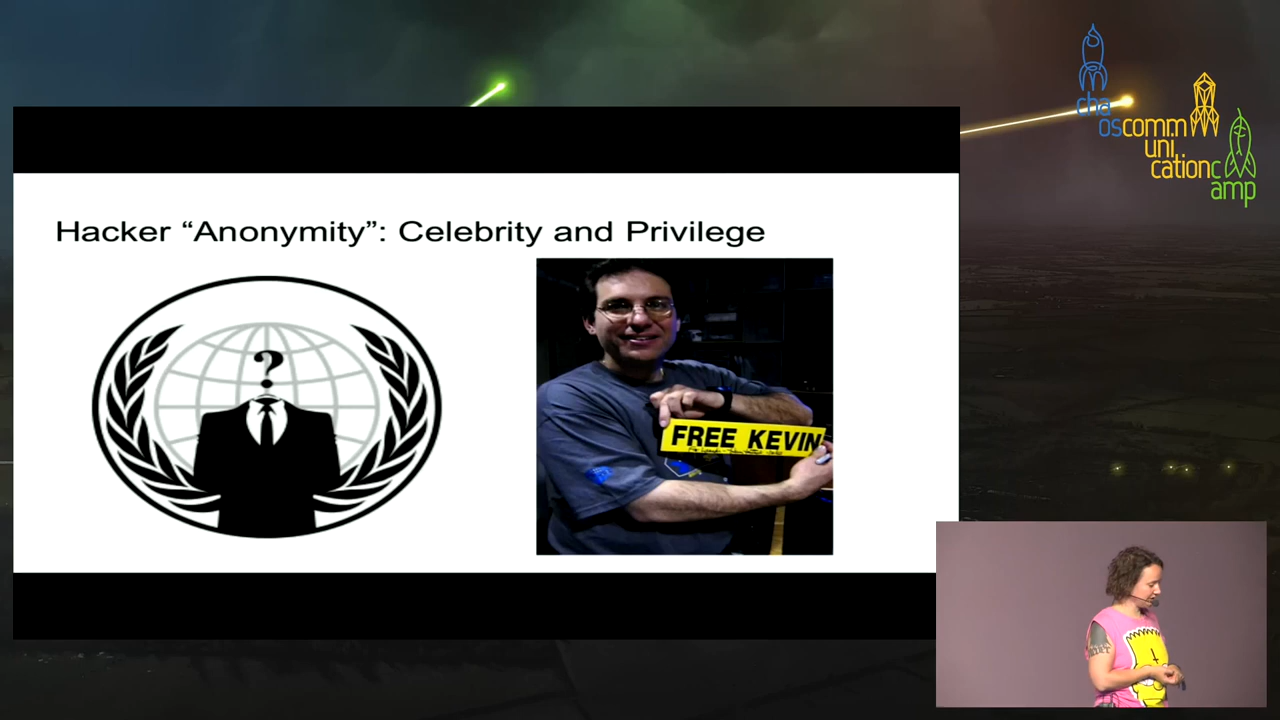 cha
oscomm
uni
cationc
amp
Hacker “Anonymity”: Celebrity and Privilege
?
FREE KEVIN